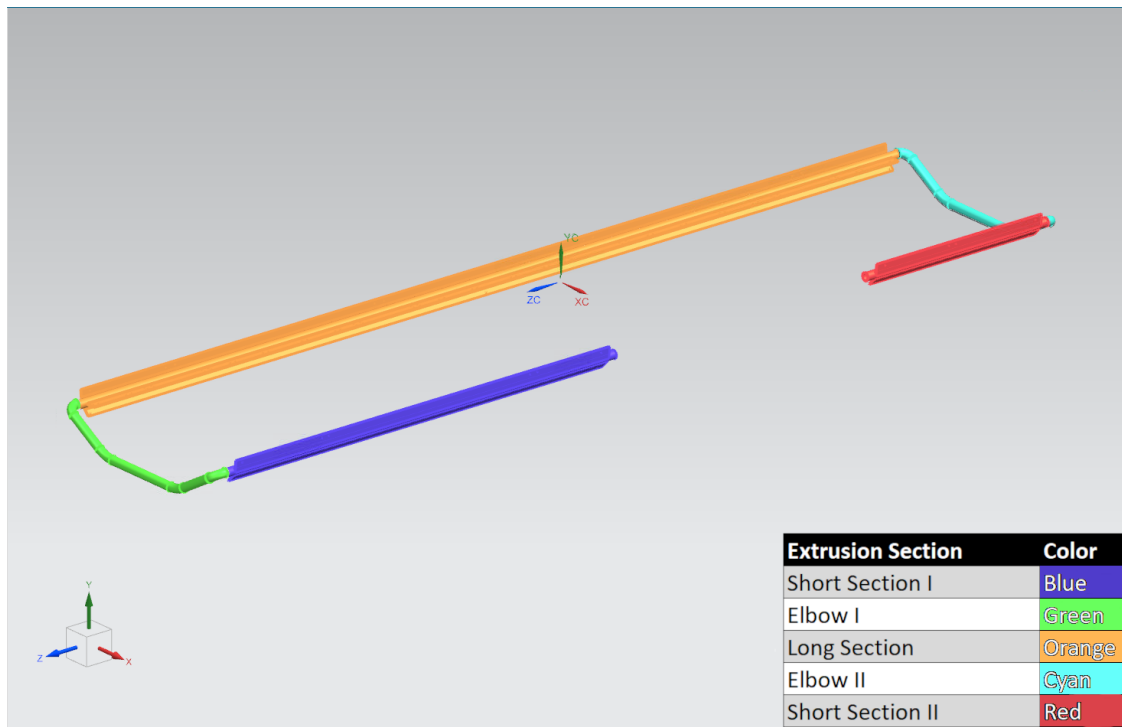 YC
ZC
XC
Y
Z
X
Extrusion Section Color
Short Section I Blue
Elbow I Green
Long Section Orange
Elbow II Cyan
Short Section II Red